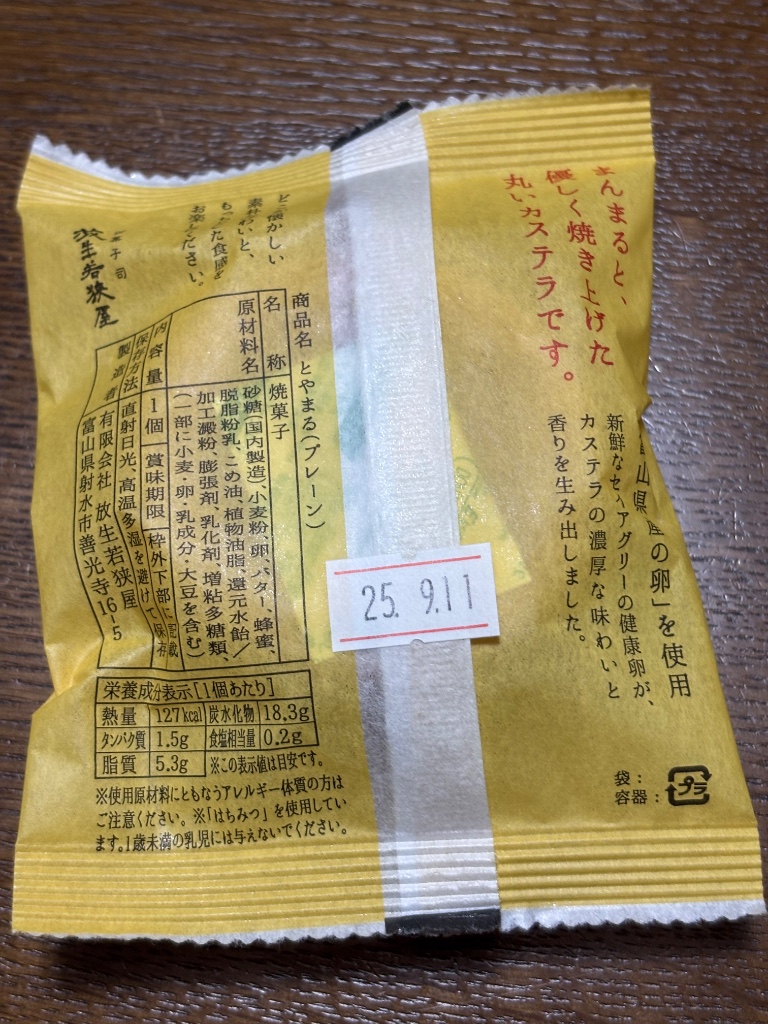 まんまると、
優しく焼き上げた
丸いカステラです。
の卵」を使用
新鮮なセイアグリーの健康卵が、
カステラの濃厚な味わいと
香りを生み出しました。
袋：
容器：
プラ
25. 9.11
どこ懐かしい
素朴な味わいと、
もっちりした食感を
お楽しみください。
菓子司
放生若狭屋
商品名 とやまる(プレーン)
名称 焼菓子
原材料名 砂糖(国内製造)、小麦粉、卵、バター、蜂蜜、
脱脂粉乳、こめ油、植物油脂、還元水飴／
加工澱粉、膨張剤、乳化剤、増粘多糖類、
(一部に小麦・卵・乳成分・大豆を含む)
内容量 1個 賞味期限 枠外下部に記載
保存方法 直射日光、高温多湿を避けて保存
製造者 有限会社 放生若狭屋
富山県射水市善光寺16-5
栄養成分表示[1個あたり]
熱量 127kcal 炭水化物 18.3g
タンパク質 1.5g 食塩相当量 0.2g
脂質 5.3g ※この表示値は目安です。
※使用原材料にともなうアレルギー体質の方は
ご注意ください。※「はちみつ」を使用してい
ます。1歳未満の乳児には与えないでください。